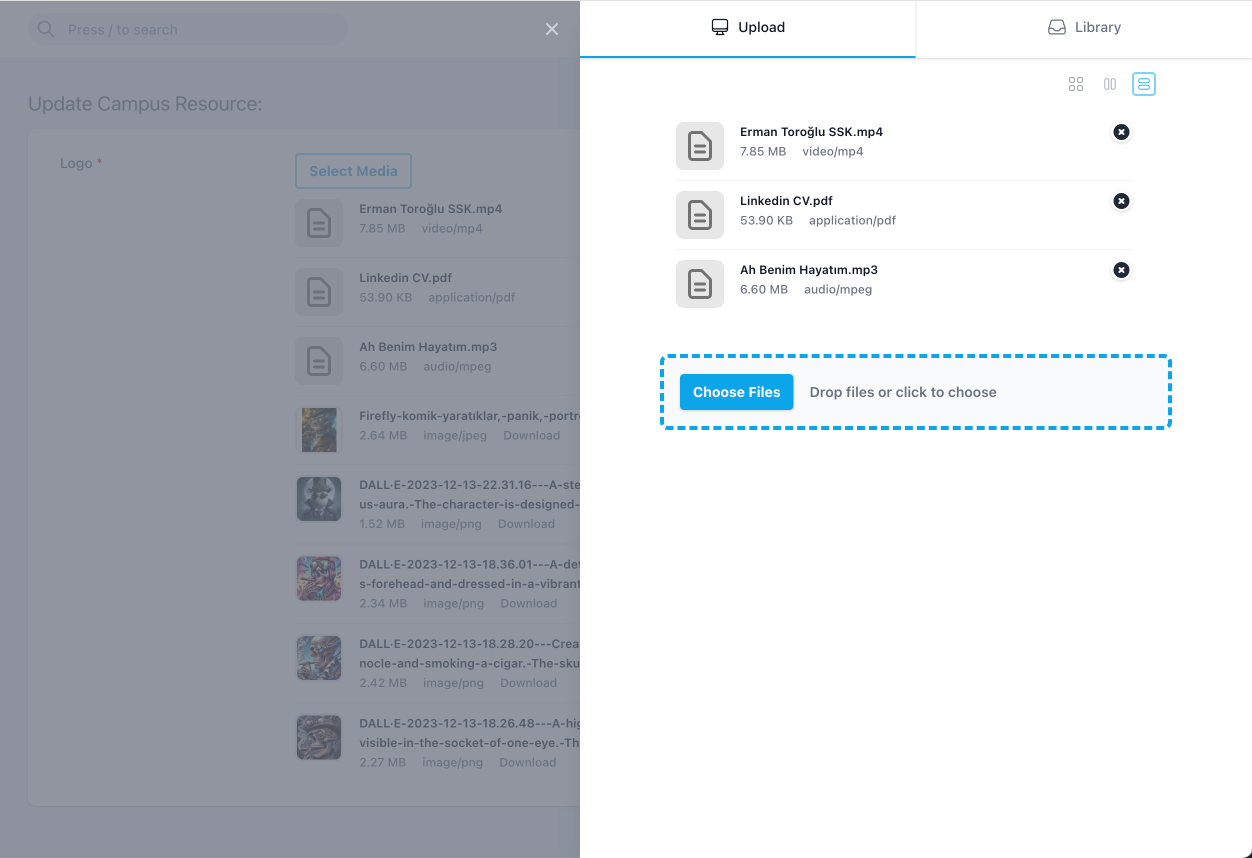 Press / to search
Update Campus Resource:
Logo *
Select Media
Erman Toroğlu SSK.mp4
7.85 MB video/mp4
Linkedin CV.pdf
53.90 KB application/pdf
Ah Benim Hayatım.mp3
6.60 MB audio/mpeg
Firefly-komik-yaratıklar,-panik,-portr
2.64 MB image/jpeg Download
DALL·E-2023-12-13-22.31.16---A-ste
us-aura.-The-character-is-designed-
1.52 MB image/png Download
DALL·E-2023-12-13-18.36.01---A-det
s-forehead-and-dressed-in-a-vibrant
2.34 MB image/png Download
DALL·E-2023-12-13-18.28.20---Crea
nocle-and-smoking-a-cigar.-The-sku
2.42 MB image/png Download
DALL·E-2023-12-13-18.26.48---A-hig
visible-in-the-socket-of-one-eye.-Th
2.27 MB image/png Download
Upload
Library
Erman Toroğlu SSK.mp4
7.85 MB video/mp4
Linkedin CV.pdf
53.90 KB application/pdf
Ah Benim Hayatım.mp3
6.60 MB audio/mpeg
Choose Files
Drop files or click to choose